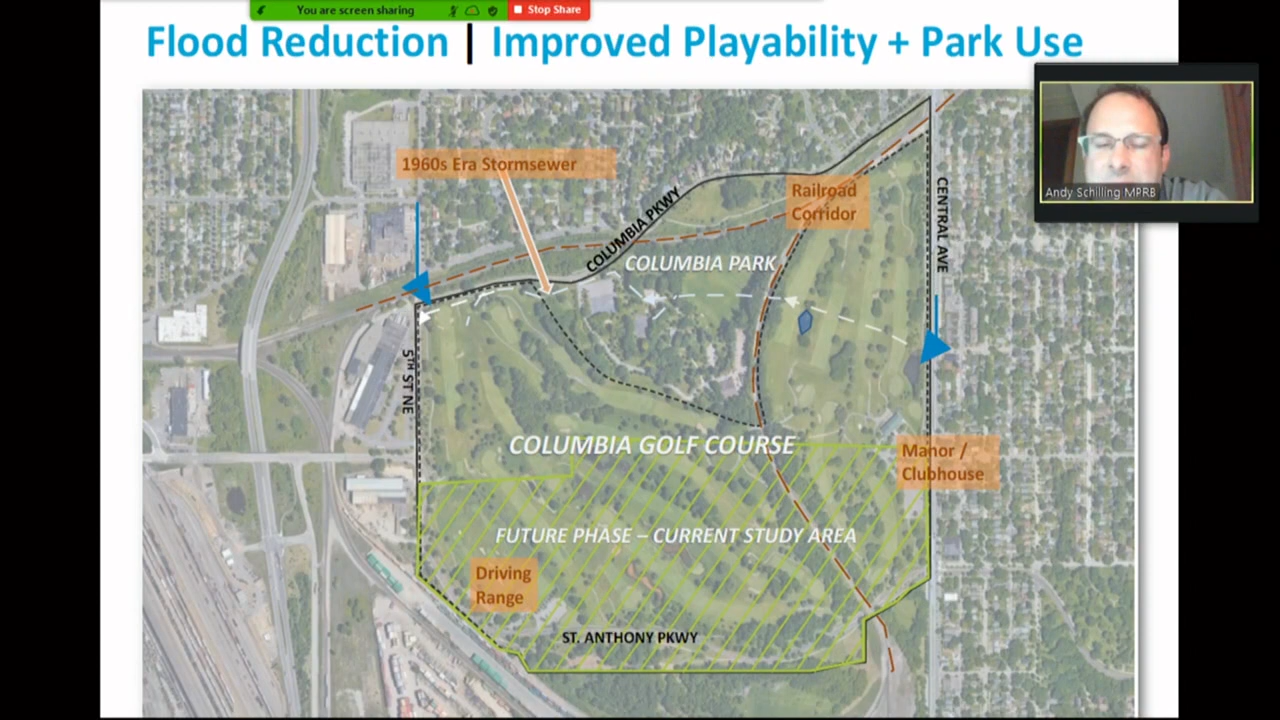 You are screen sharing
Stop Share
Flood Reduction | Improved Playability + Park Use
Andy Schilling MPRB
1960s Era Stormsewer
Railroad
Corridor
COLUMBIA PKWY
CENTRAL AVE
COLUMBIA PARK
5TH ST NE
COLUMBIA GOLF COURSE
Manor /
Clubhouse
FUTURE PHASE – CURRENT STUDY AREA
Driving
Range
ST. ANTHONY PKWY